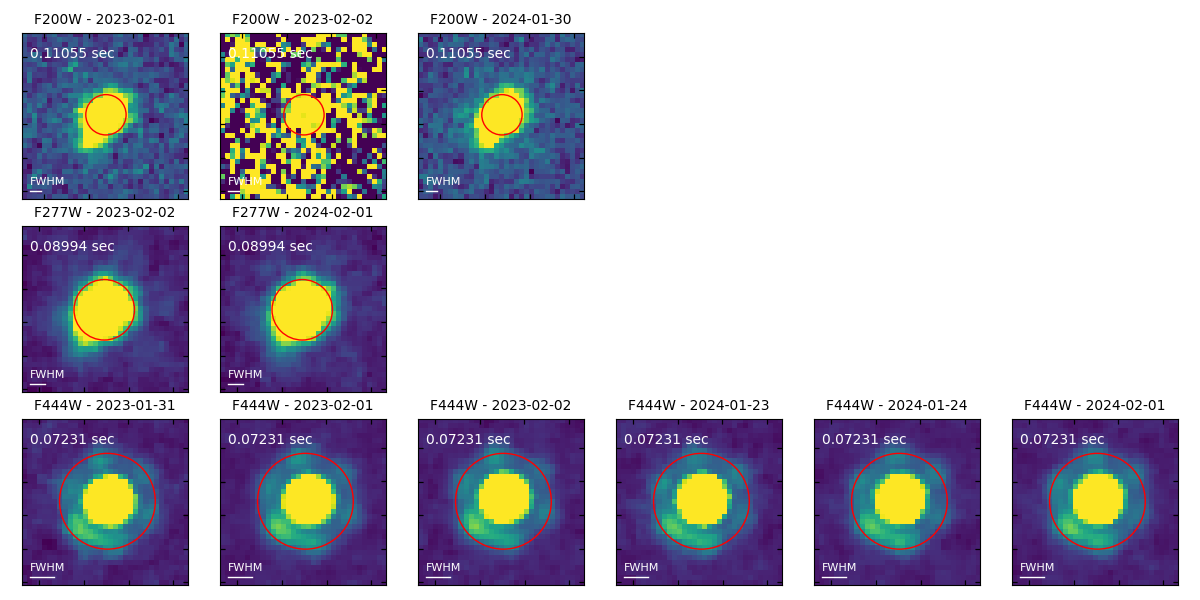 F200W - 2023-02-01
F200W - 2023-02-02
F200W - 2024-01-30
0.11055 sec
0.11055 sec
0.11055 sec
FWHM
FWHM
FWHM
F277W - 2023-02-02
F277W - 2024-02-01
0.08994 sec
0.08994 sec
FWHM
FWHM
F444W - 2023-01-31
F444W - 2023-02-01
F444W - 2023-02-02
F444W - 2024-01-23
F444W - 2024-01-24
F444W - 2024-02-01
0.07231 sec
0.07231 sec
0.07231 sec
0.07231 sec
0.07231 sec
0.07231 sec
FWHM
FWHM
FWHM
FWHM
FWHM
FWHM